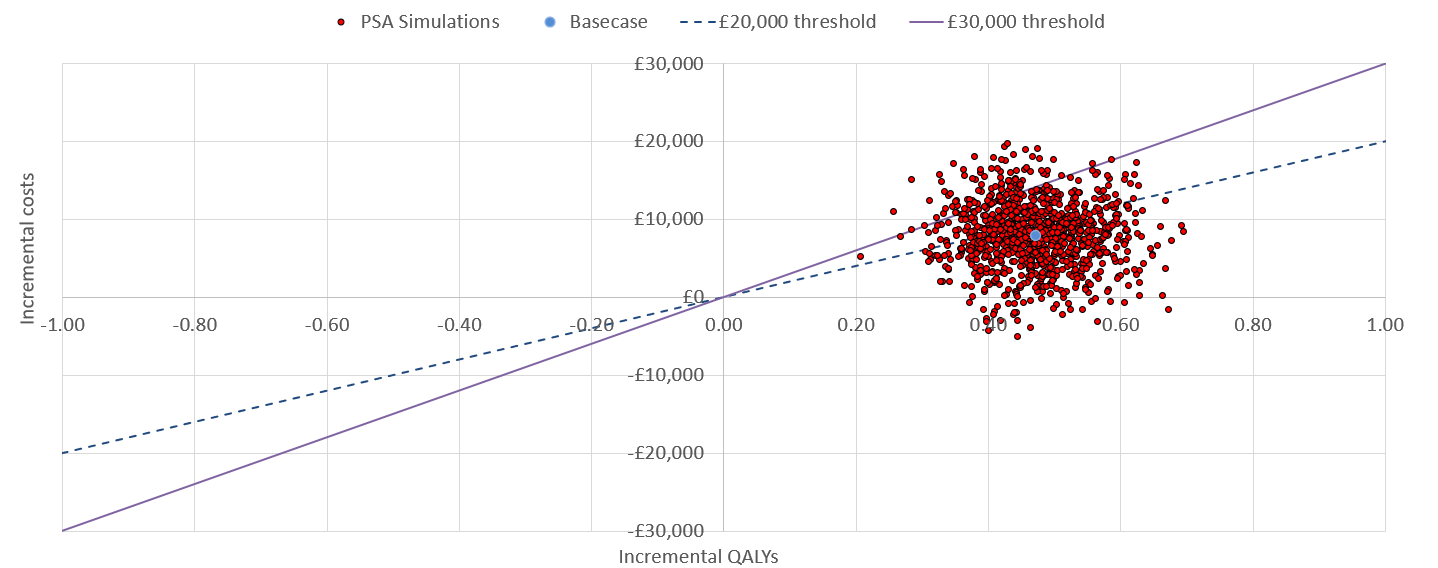 PSA Simulations Basecase £20,000 threshold £30,000 threshold
£30,000
£20,000
£10,000
£0
-1.00 -0.80 -0.60 -0.40 -0.20 0.00 0.20 0.40 0.60 0.80 1.00
-£10,000
-£20,000
-£30,000
Incremental costs
Incremental QALYs